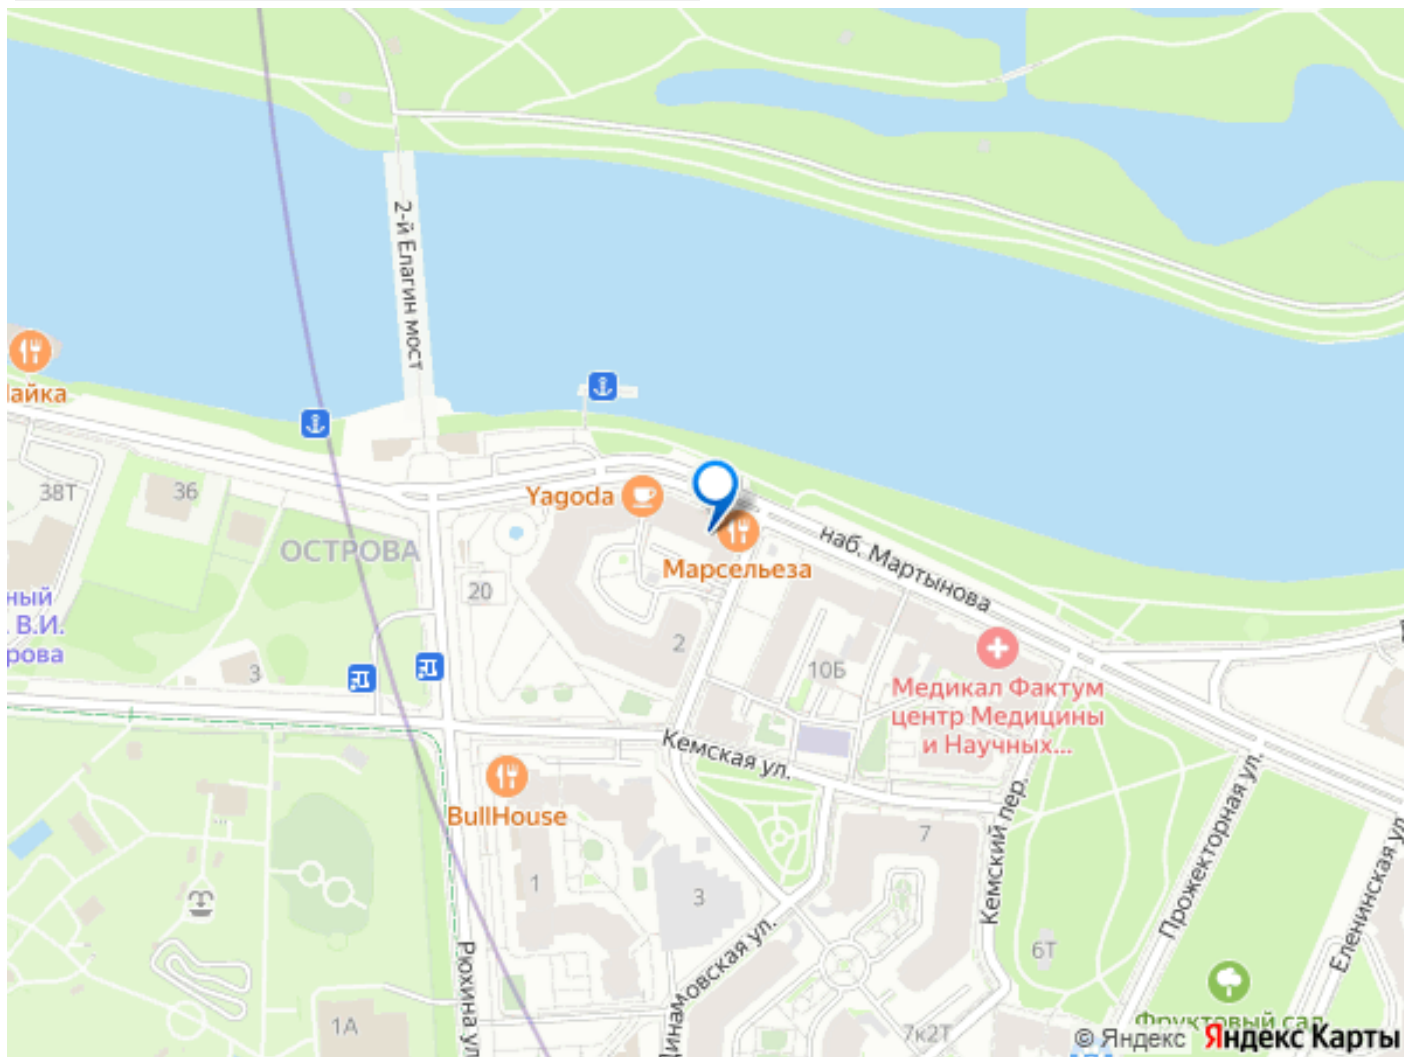 2-й Елагин мост
айка
38Т
36
Yagoda
ОСТРОВА
Марсельеза
наб. Мартынова
ный
В.И.
рова
20
3
2
10Б
Медикал Фактум
центр Медицины
и Научных...
Кемская ул.
BullHouse
1
3
7
Кемский пер.
Прожекторная ул.
Еленинская ул.
Рюхина ул
Динамовская ул.
6Т
1А
7к2Т
Фруктовый сад
© Яндекс Яндекс Карты